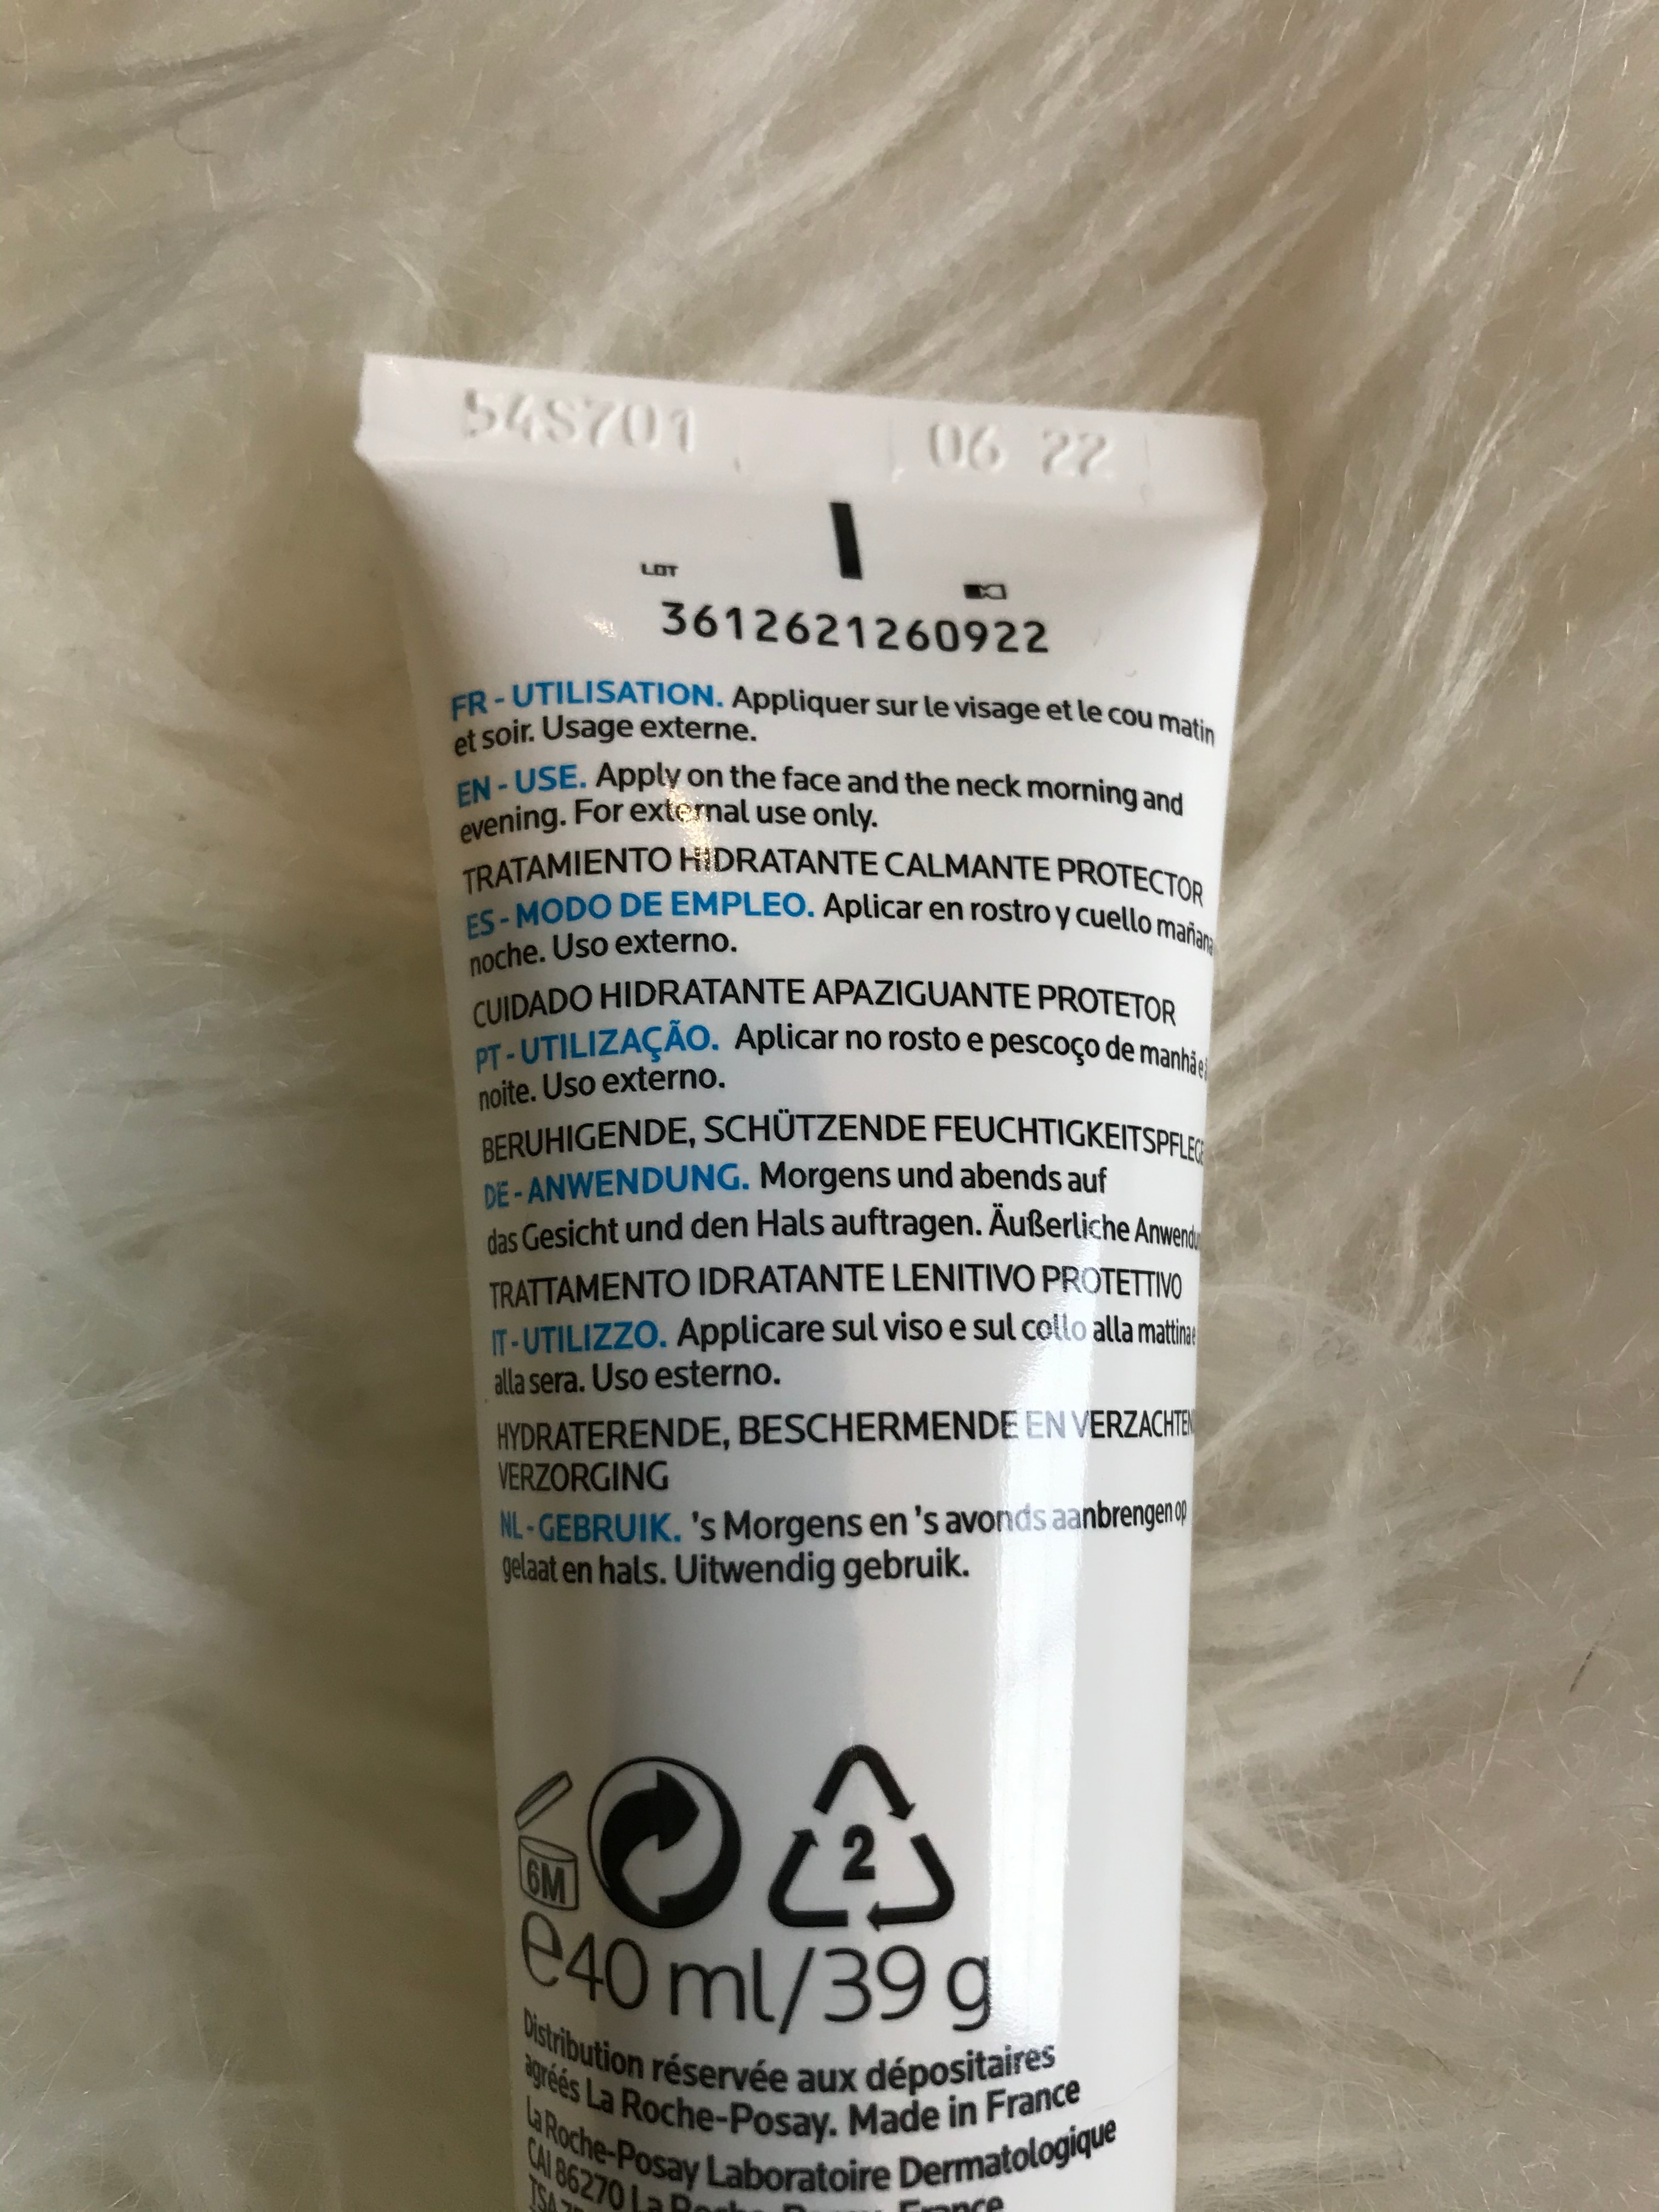 54S701 06 22
LOT
3612621260922
FR - UTILISATION. Appliquer sur le visage et le cou matin
et soir. Usage externe.
EN - USE. Apply on the face and the neck morning and
evening. For external use only.
TRATAMIENTO HIDRATANTE CALMANTE PROTECTOR
ES - MODO DE EMPLEO. Aplicar en rostro y cuello mañana
noche. Uso externo.
CUIDADO HIDRATANTE APAZIGUANTE PROTETOR
PT - UTILIZAÇÃO. Aplicar no rosto e pescoço de manhã e
noite. Uso externo.
BERUHIGENDE, SCHÜTZENDE FEUCHTIGKEITSPFLEGE
DE - ANWENDUNG. Morgens und abends auf
das Gesicht und den Hals auftragen. Äußerliche
TRATTAMENTO IDRATANTE LENITIVO PROTETTIVO
IT - UTILIZZO. Applicare sul viso e sul collo alla mattina e
alla sera. Uso esterno.
HYDRATERENDE, BESCHERMENDE EN
VERZORGING
NL - GEBRUIK. 's Morgens en 's avonds aanbrengen op
gelaat en hals. Uitwendig gebruik.
6M
2
e40 ml/39 g
Distribution réservée aux dépositaires
agréés La Roche-Posay. Made in France
La Roche-Posay Laboratoire Dermatologique
CAI 86270 La Roche-Posay, France
TSA